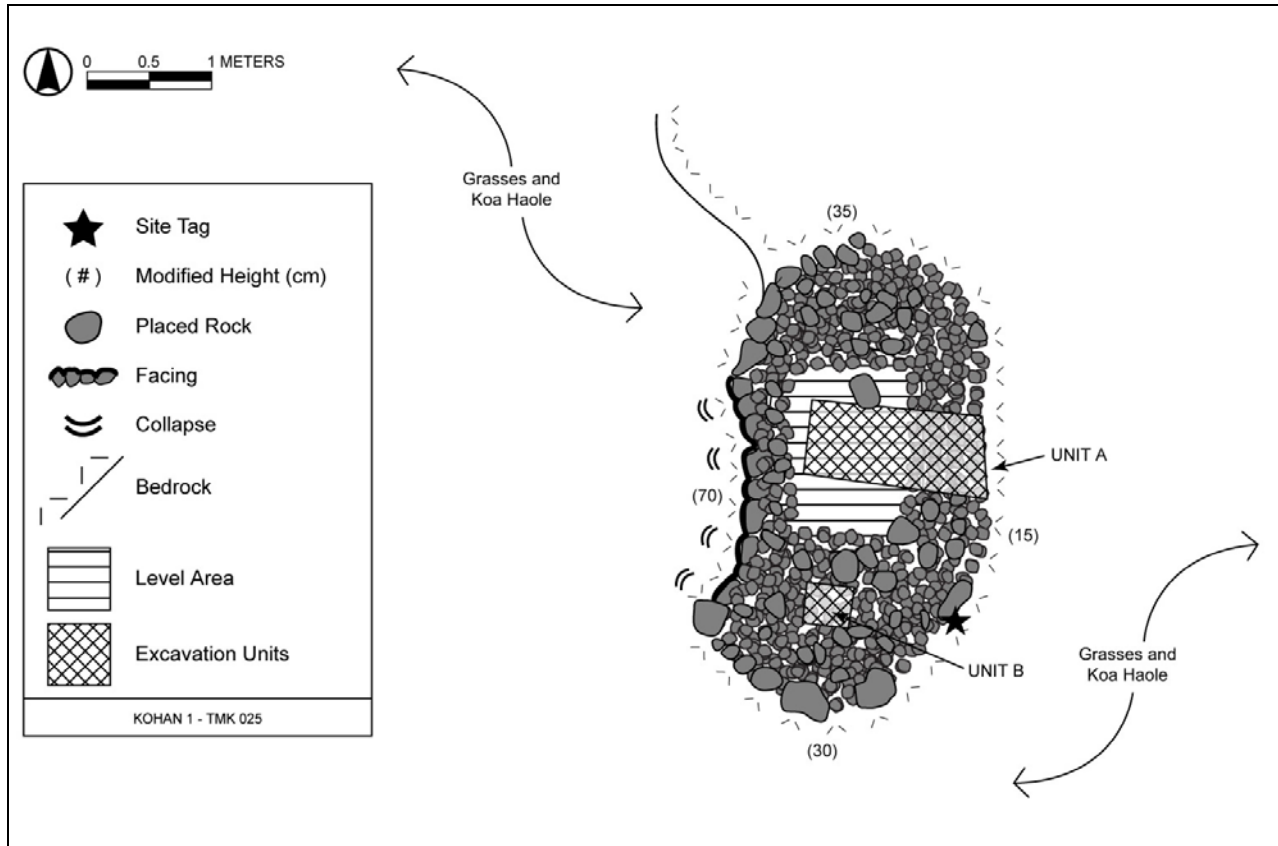 0 0.5 1 METERS
Grasses and
Koa Haole
(35)
Site Tag
(#) Modified Height (cm)
Placed Rock
Facing
Collapse
Bedrock
Level Area
Excavation Units
KOHAN 1 - TMK 025
UNIT A
(70)
(15)
UNIT B
(30)
Grasses and
Koa Haole